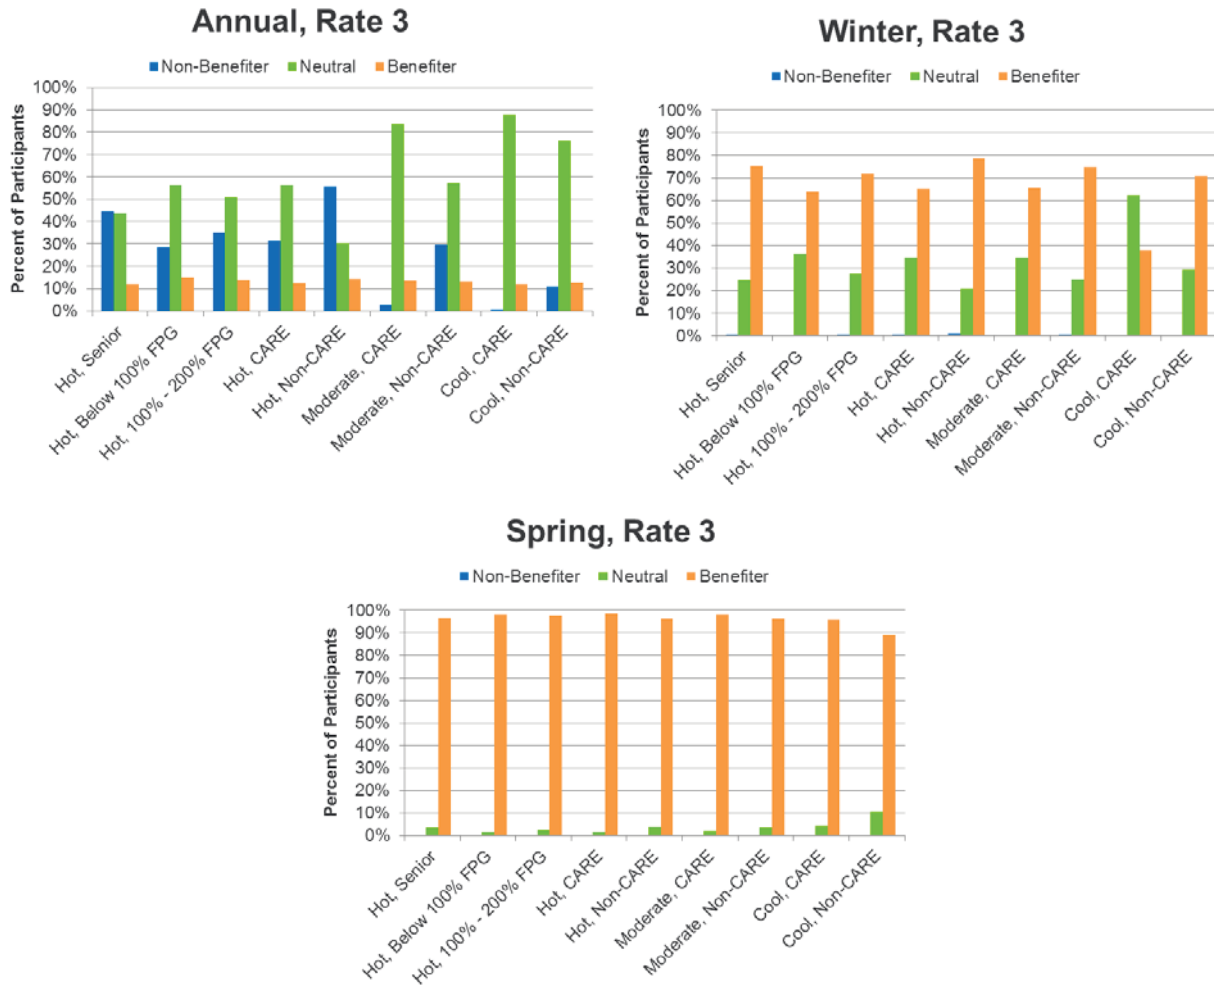 Annual, Rate 3
Non-Benefiter Neutral Benefiter
Percent of Participants
100%
90%
80%
70%
60%
50%
40%
30%
20%
10%
0%
Hot, Senior
Hot, Below 100% FPG
Hot, 100% - 200% FPG
Hot, CARE
Hot, Non-CARE
Moderate, CARE
Moderate, Non-CARE
Cool, CARE
Cool, Non-CARE
Winter, Rate 3
Non-Benefiter Neutral Benefiter
Percent of Participants
100%
90%
80%
70%
60%
50%
40%
30%
20%
10%
0%
Hot, Senior
Hot, Below 100% FPG
Hot, 100% - 200% FPG
Hot, CARE
Hot, Non-CARE
Moderate, CARE
Moderate, Non-CARE
Cool, CARE
Cool, Non-CARE
Spring, Rate 3
Non-Benefiter Neutral Benefiter
Percent of Participants
100%
90%
80%
70%
60%
50%
40%
30%
20%
10%
0%
Hot, Senior
Hot, Below 100% FPG
Hot, 100% - 200% FPG
Hot, CARE
Hot, Non-CARE
Moderate, CARE
Moderate, Non-CARE
Cool, CARE
Cool, Non-CARE